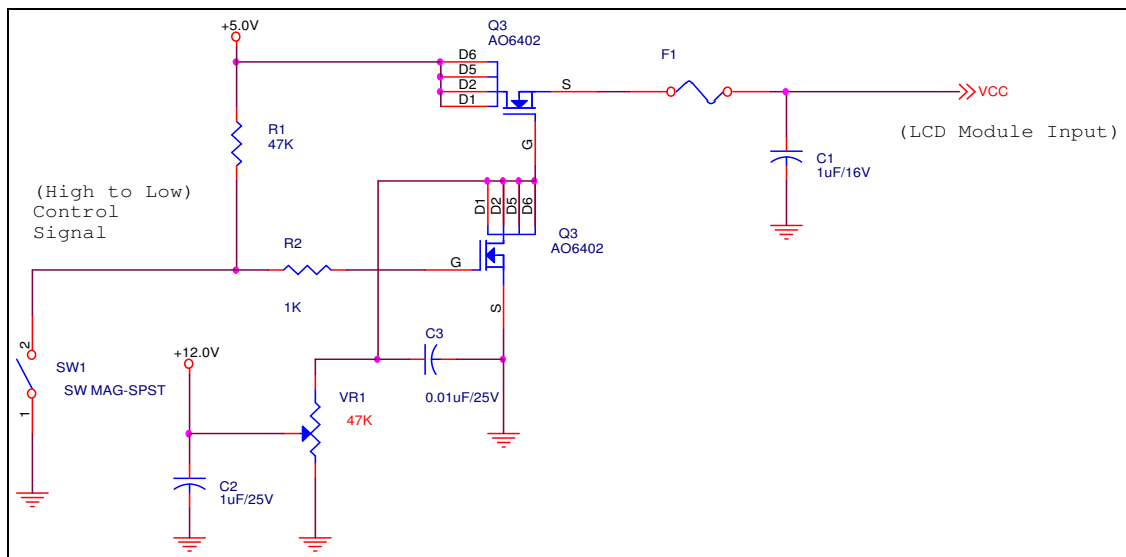 +5.0V
Q3
AO6402
F1
D6
D5
D2
D1
S
VCC
G
(LCD Module Input)
R1
47K
C1
1uF/16V
(High to Low)
Control
Signal
D1
D2
D5
D6
Q3
AO6402
R2
G
1K
S
2
+12.0V
C3
SW1
SW MAG-SPST
0.01uF/25V
VR1
47K
1
C2
1uF/25V